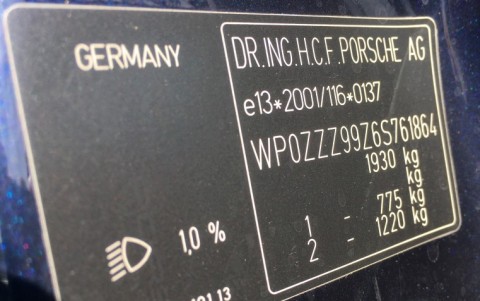 GERMANY
DR.ING.H.C.F.PORSCHE AG
e13*2001/116*0137
WP0ZZZ99Z6S761864
1930 kg
kg
1 - 775 kg
2 - 1220 kg
1,0 %